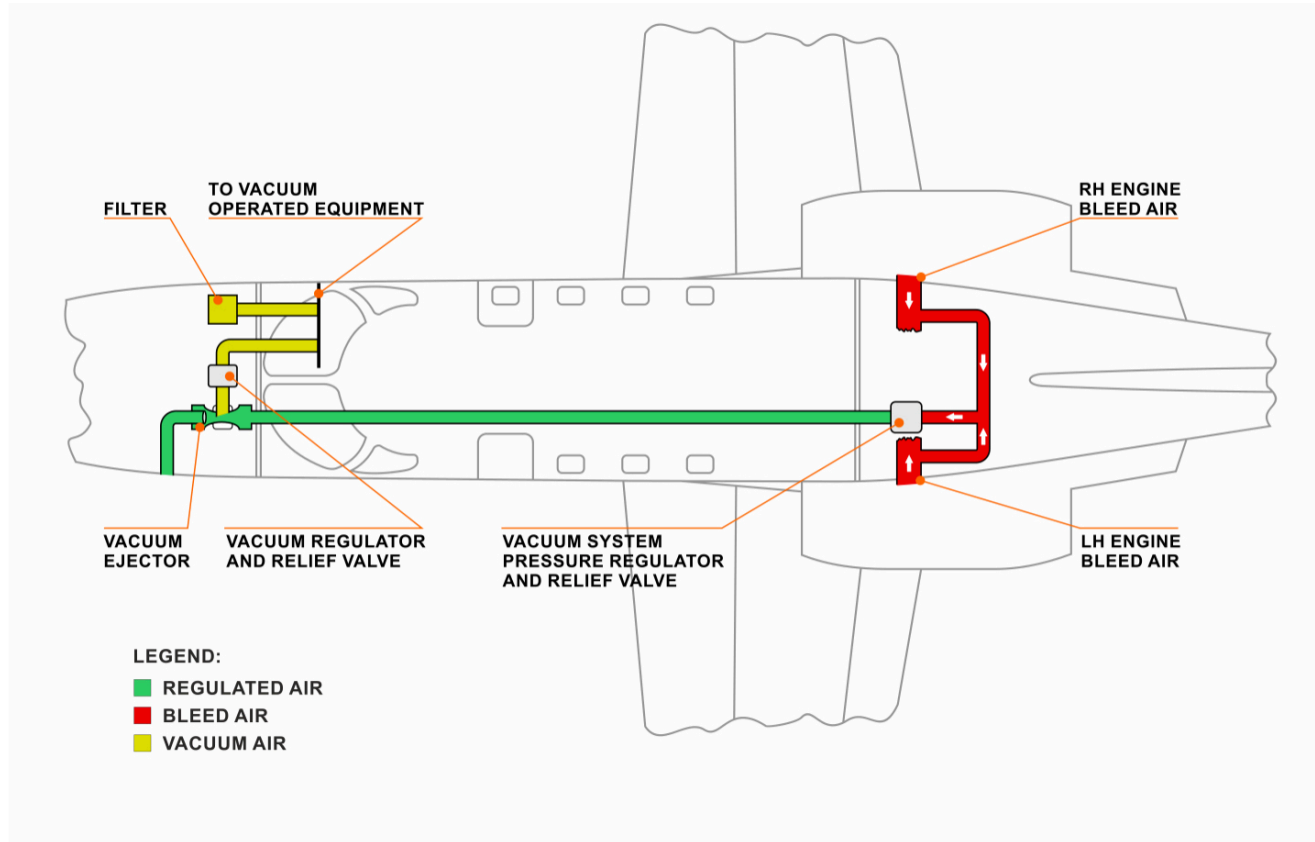 FILTER
TO VACUUM
OPERATED EQUIPMENT
RH ENGINE
BLEED AIR
VACUUM
EJECTOR
VACUUM REGULATOR
AND RELIEF VALVE
VACUUM SYSTEM
PRESSURE REGULATOR
AND RELIEF VALVE
LH ENGINE
BLEED AIR
LEGEND:
REGULATED AIR
BLEED AIR
VACUUM AIR